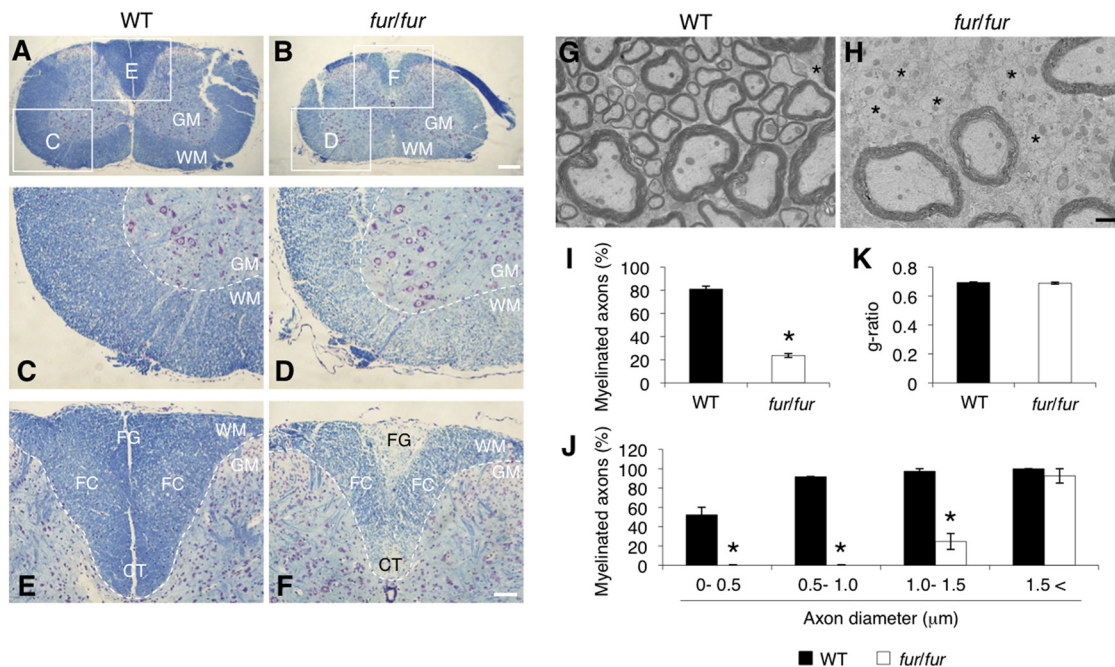 WT
fur/fur
A
E
GM
C
WM
B
F
GM
D
WM
GM
WM
C
GM
WM
D
FG
WM
GM
FC
FC
CT
E
FG
WM
GM
FC
FC
CT
F
WT
fur/fur
G
*
H
*
*
*
*
*
I
Myelinated axons (%)
100
80
60
40
20
0
*
WT
fur/fur
K
g-ratio
0.8
0.6
0.4
0.2
0
WT
fur/fur
J
Myelinated axons (%)
120
100
80
60
40
20
0
*
*
*
0- 0.5
0.5- 1.0
1.0- 1.5
1.5 <
Axon diameter (μm)
WT
fur/fur